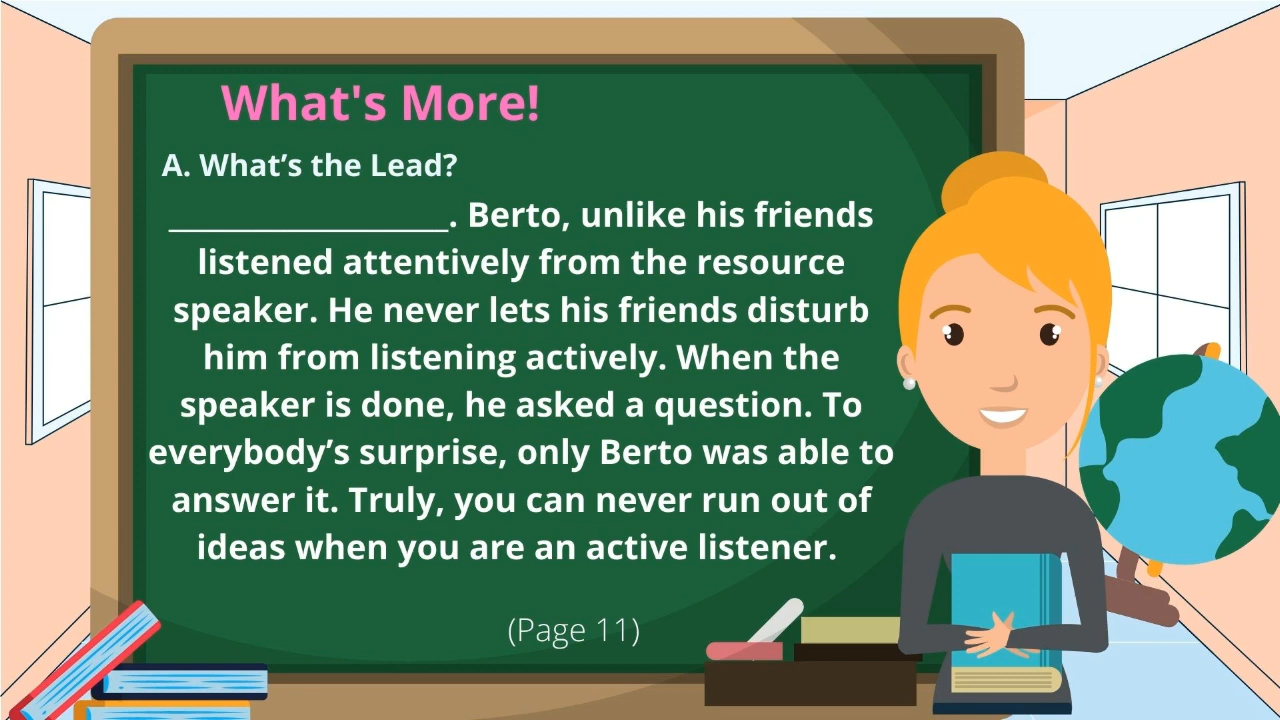 What's More!
A. What’s the Lead?
_________________. Berto, unlike his friends
listened attentively from the resource
speaker. He never lets his friends disturb
him from listening actively. When the
speaker is done, he asked a question. To
everybody’s surprise, only Berto was able to
answer it. Truly, you can never run out of
ideas when you are an active listener.
(Page 11)